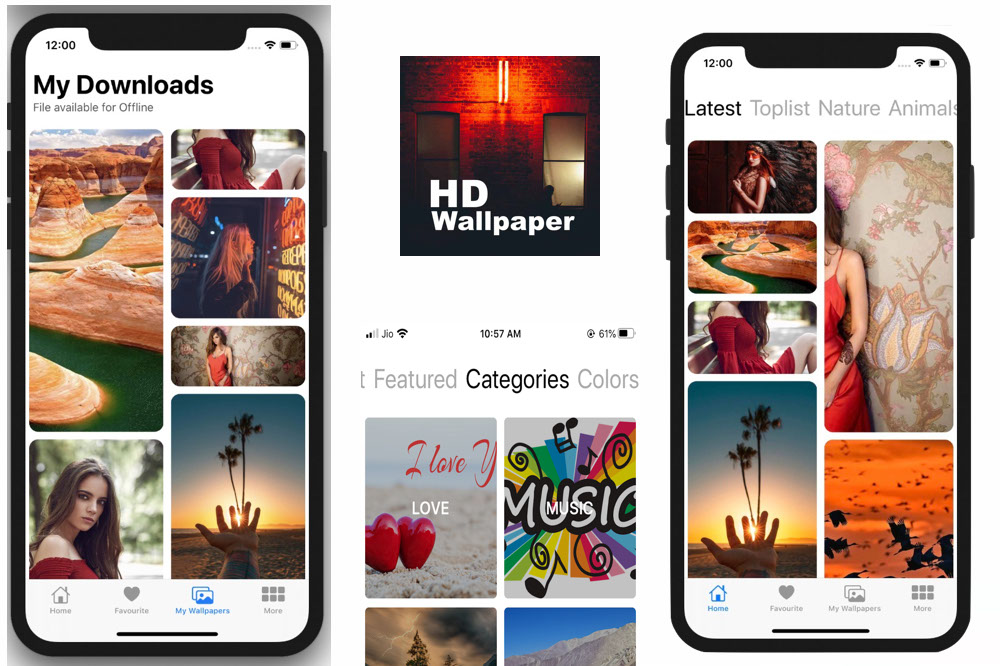 12:00
My Downloads
File available for Offline
Home
Favourite
My Wallpapers
More
HD
Wallpaper
Jio
10:57 AM
61%
t Featured Categories Colors
I love Y
LOVE
MUSIC
MUSIC
12:00
Latest Toplist Nature Animals
Home
Favourite
My Wallpapers
More